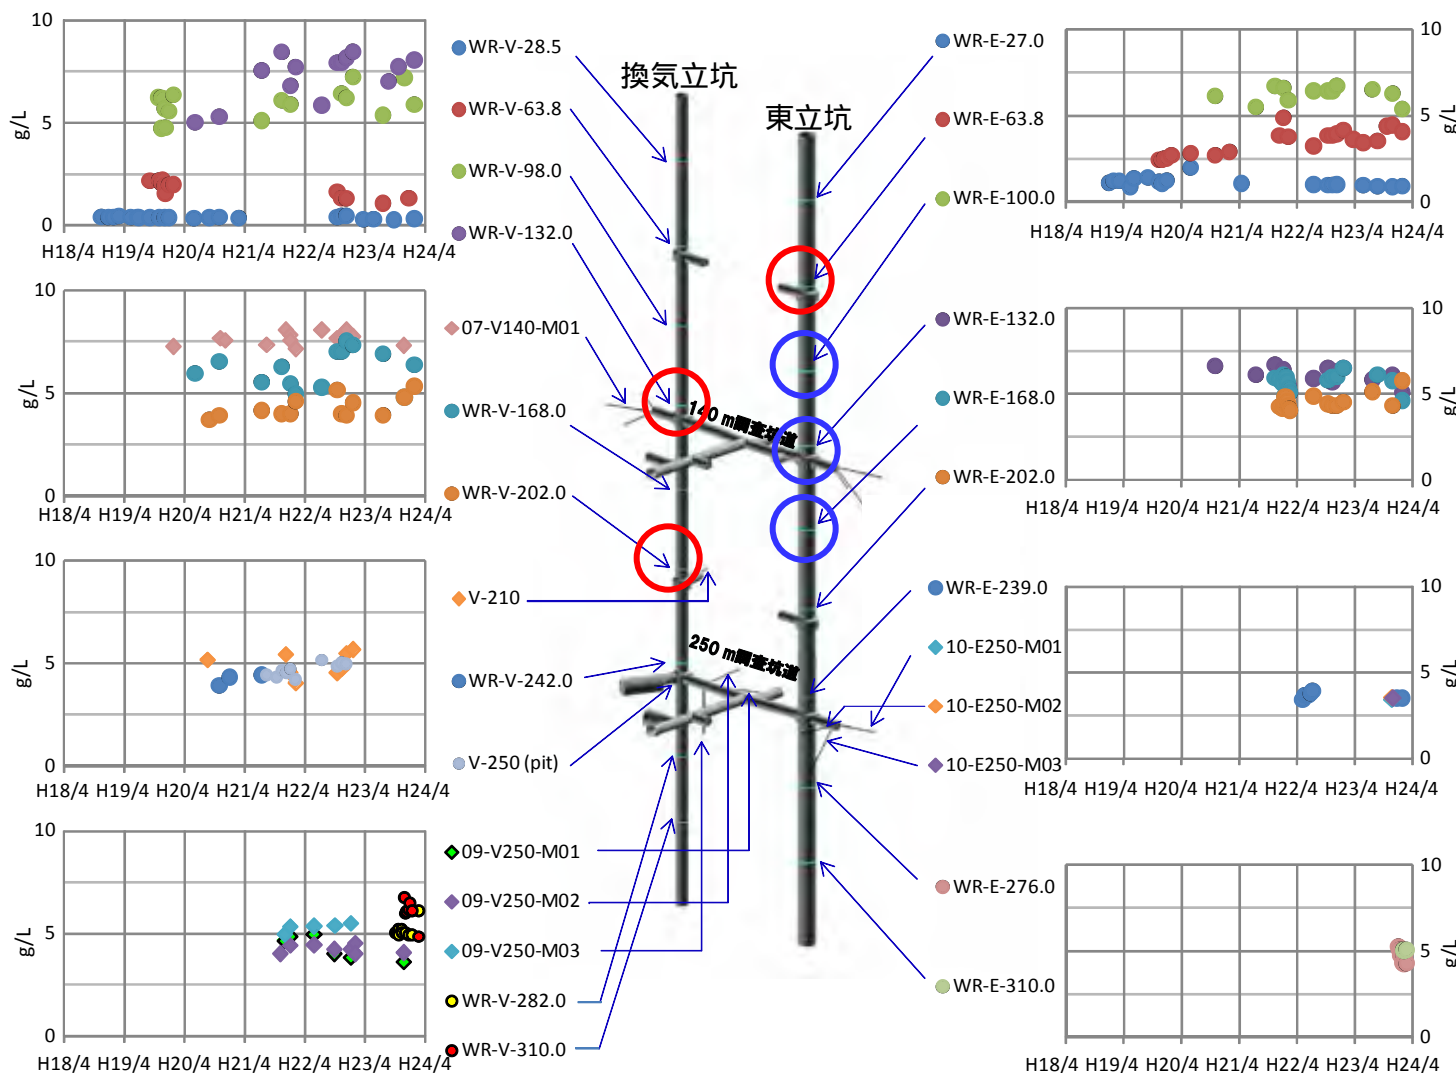 10
5
0
g/L
H18/4 H19/4 H20/4 H21/4 H22/4 H23/4 H24/4
WR-V-28.5
WR-V-63.8
WR-V-98.0
WR-V-132.0
10
5
0
g/L
H18/4 H19/4 H20/4 H21/4 H22/4 H23/4 H24/4
07-V140-M01
WR-V-168.0
WR-V-202.0
10
5
0
g/L
H18/4 H19/4 H20/4 H21/4 H22/4 H23/4 H24/4
V-210
WR-V-242.0
V-250 (pit)
10
5
0
g/L
H18/4 H19/4 H20/4 H21/4 H22/4 H23/4 H24/4
09-V250-M01
09-V250-M02
09-V250-M03
WR-V-282.0
WR-V-310.0
換気立坑
東立坑
140 m調査坑道
250 m調査坑道
WR-E-27.0
WR-E-63.8
WR-E-100.0
10
5
0
g/L
H18/4 H19/4 H20/4 H21/4 H22/4 H23/4 H24/4
WR-E-132.0
WR-E-168.0
WR-E-202.0
10
5
0
g/L
H18/4 H19/4 H20/4 H21/4 H22/4 H23/4 H24/4
WR-E-239.0
10-E250-M01
10-E250-M02
10-E250-M03
10
5
0
g/L
H18/4 H19/4 H20/4 H21/4 H22/4 H23/4 H24/4
WR-E-276.0
WR-E-310.0
10
5
0
g/L
H18/4 H19/4 H20/4 H21/4 H22/4 H23/4 H24/4